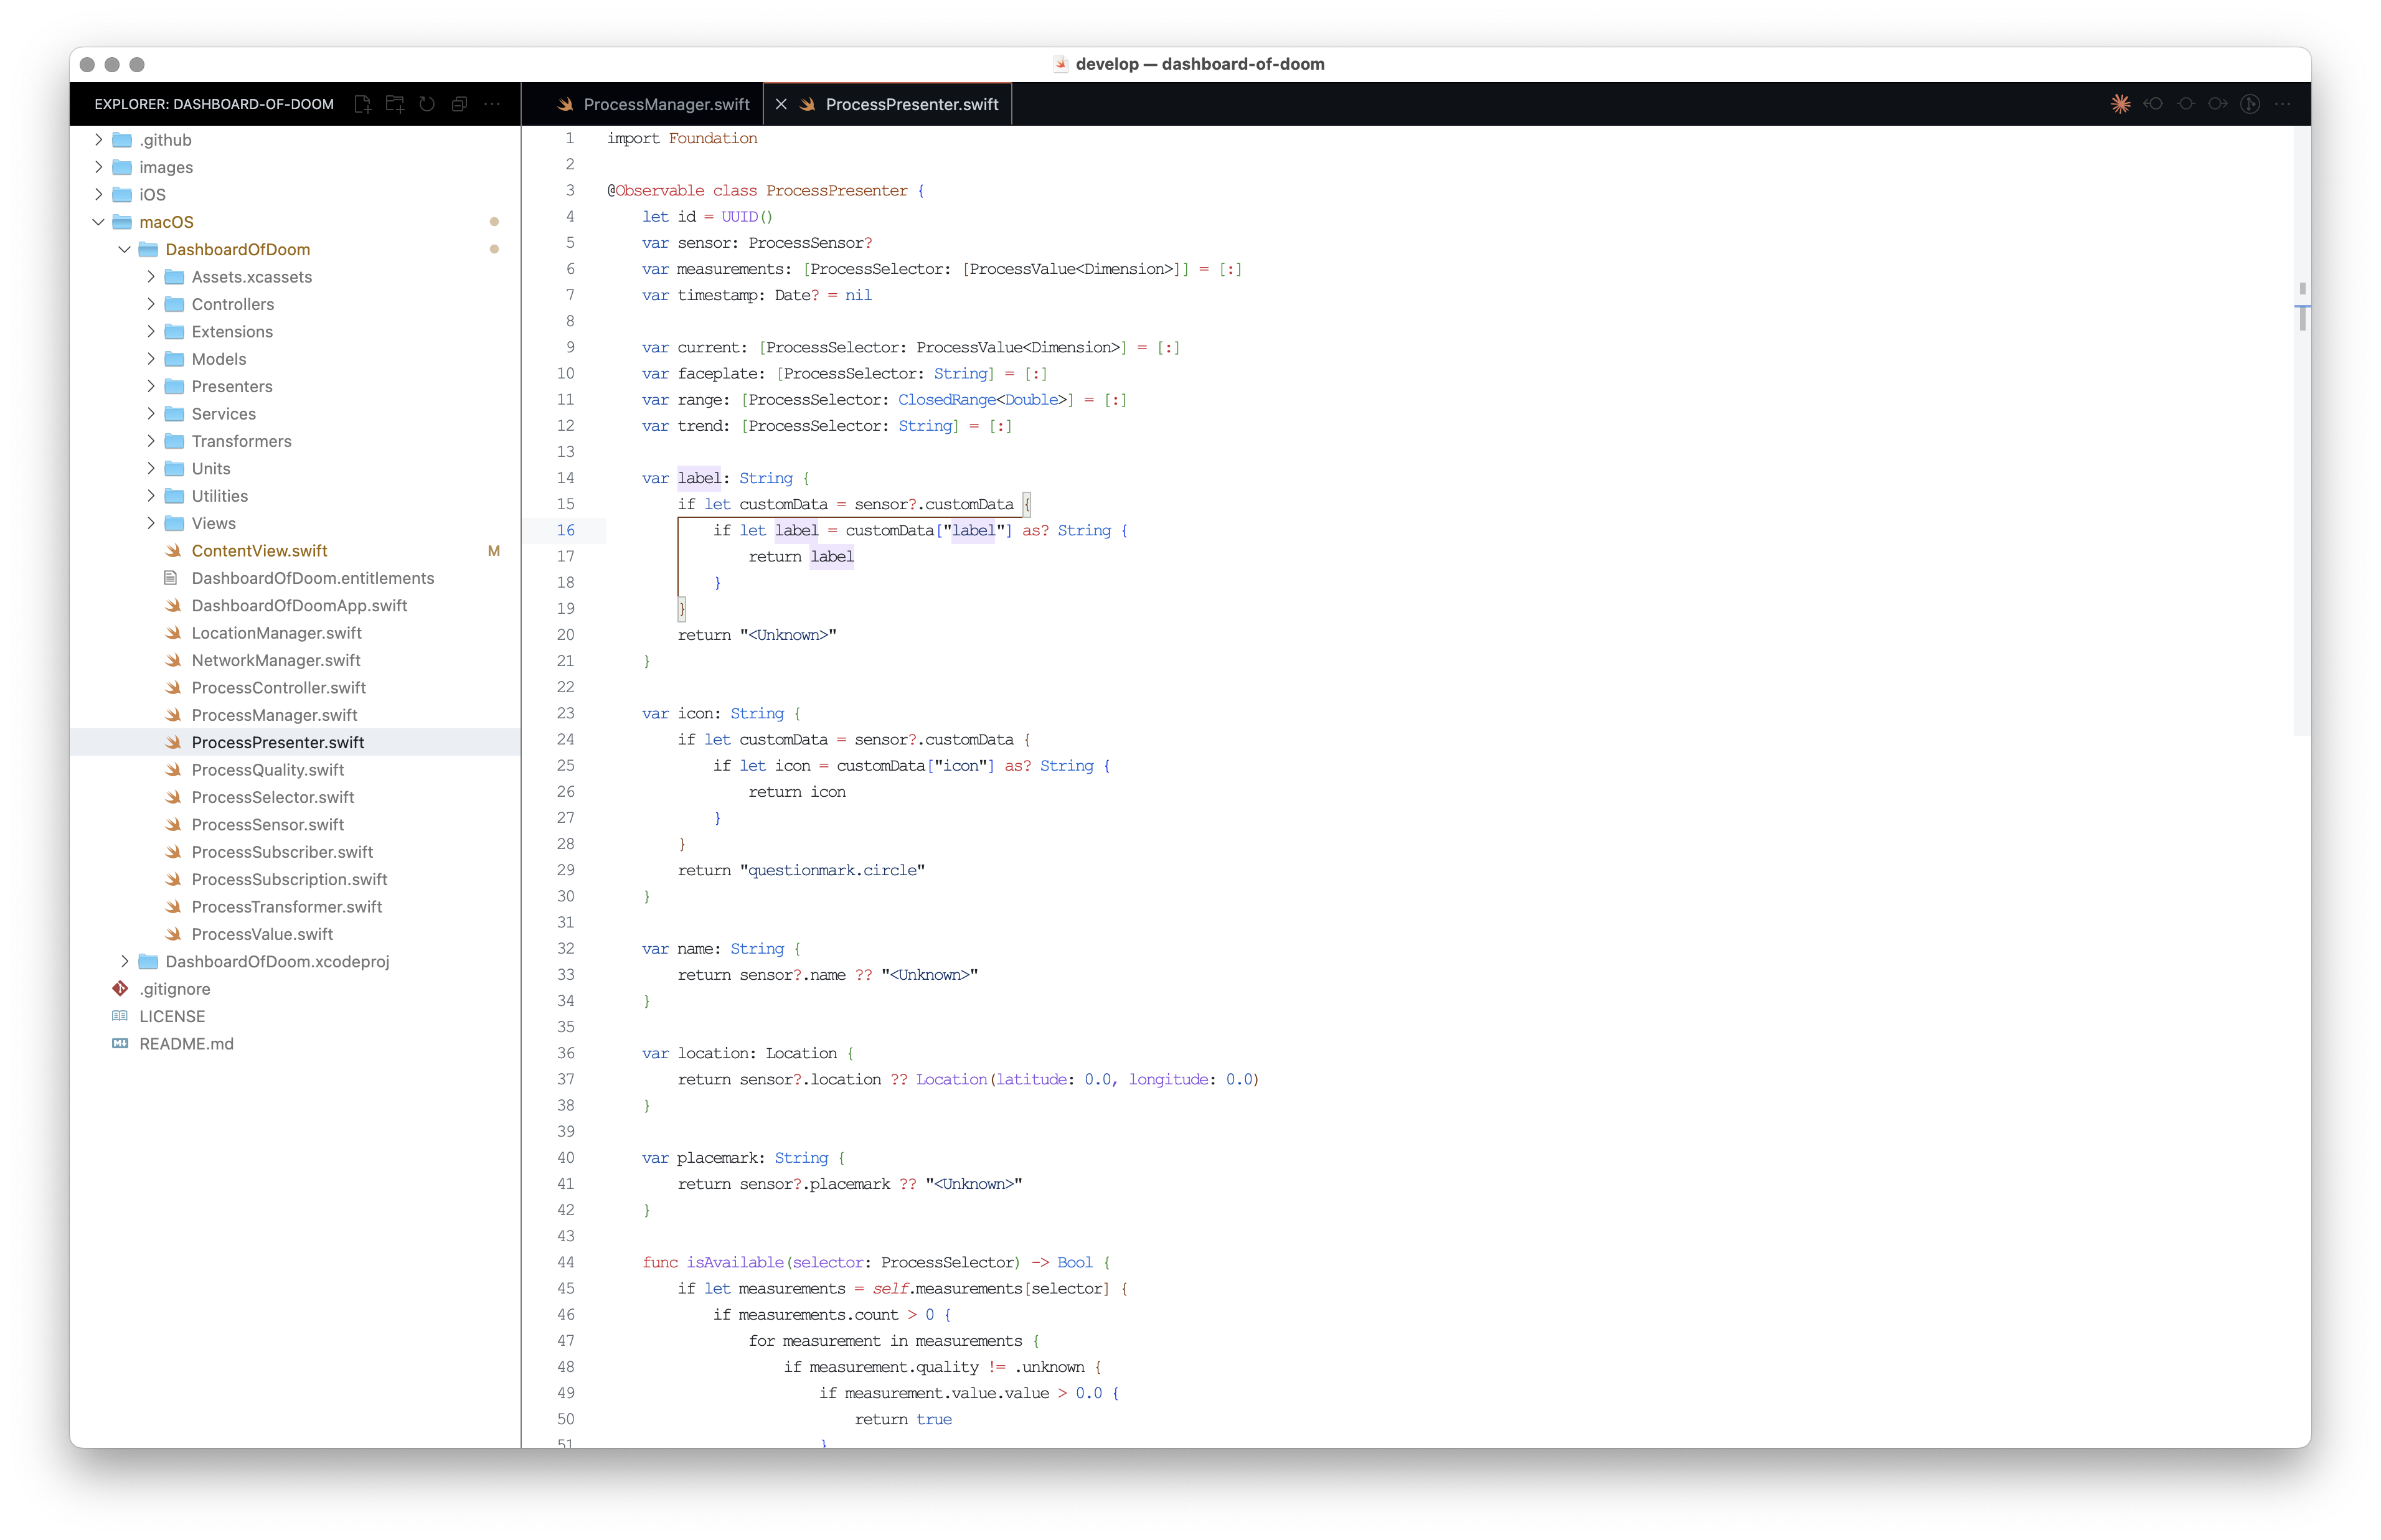 develop — dashboard-of-doom
EXPLORER: DASHBOARD-OF-DOOM
ProcessManager.swift
ProcessPresenter.swift
.github
images
iOS
macOS
DashboardOfDoom
Assets.xcassets
Controllers
Extensions
Models
Presenters
Services
Transformers
Units
Utilities
Views
ContentView.swift M
DashboardOfDoom.entitlements
DashboardOfDoomApp.swift
LocationManager.swift
NetworkManager.swift
ProcessController.swift
ProcessManager.swift
ProcessPresenter.swift
ProcessQuality.swift
ProcessSelector.swift
ProcessSensor.swift
ProcessSubscriber.swift
ProcessSubscription.swift
ProcessTransformer.swift
ProcessValue.swift
DashboardOfDoom.xcodeproj
.gitignore
LICENSE
README.md
1 import Foundation
2
3 @Observable class ProcessPresenter {
4 let id = UUID()
5 var sensor: ProcessSensor?
6 var measurements: [ProcessSelector: [ProcessValue<Dimension>]] = [:]
7 var timestamp: Date? = nil
8
9 var current: [ProcessSelector: ProcessValue<Dimension>] = [:]
10 var faceplate: [ProcessSelector: String] = [:]
11 var range: [ProcessSelector: ClosedRange<Double>] = [:]
12 var trend: [ProcessSelector: String] = [:]
13
14 var label: String {
15 if let customData = sensor?.customData {
16 if let label = customData["label"] as? String {
17 return label
18 }
19 }
20 return "<Unknown>"
21 }
22
23 var icon: String {
24 if let customData = sensor?.customData {
25 if let icon = customData["icon"] as? String {
26 return icon
27 }
28 }
29 return "questionmark.circle"
30 }
31
32 var name: String {
33 return sensor?.name ?? "<Unknown>"
34 }
35
36 var location: Location {
37 return sensor?.location ?? Location(latitude: 0.0, longitude: 0.0)
38 }
39
40 var placemark: String {
41 return sensor?.placemark ?? "<Unknown>"
42 }
43
44 func isAvailable(selector: ProcessSelector) -> Bool {
45 if let measurements = self.measurements[selector] {
46 if measurements.count > 0 {
47 for measurement in measurements {
48 if measurement.quality != .unknown {
49 if measurement.value.value > 0.0 {
50 return true
51 }